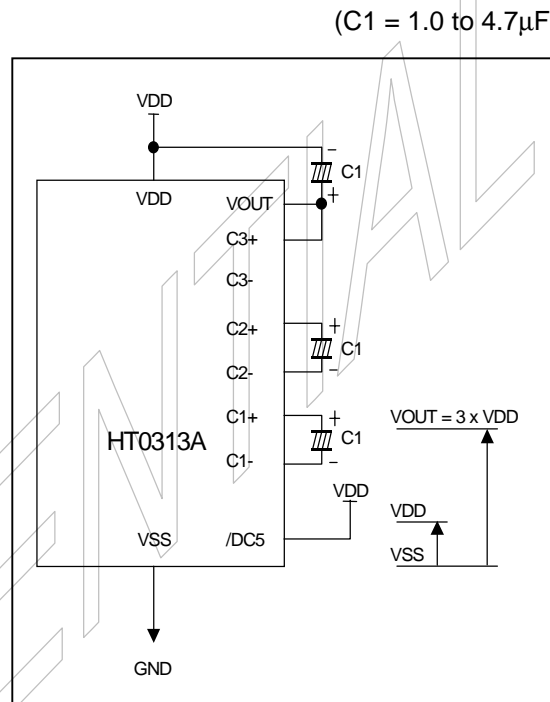 (C1 = 1.0 to 4.7µF
VDD
VDD
− C1 +
VOUT
C3+
C3-
C2+
+ C1 −
C2-
C1+
+ C1 −
HT0313A
C1-
VOUT = 3 x VDD
VDD
VDD
VSS
/DC5
VSS
GND
ENTIAL